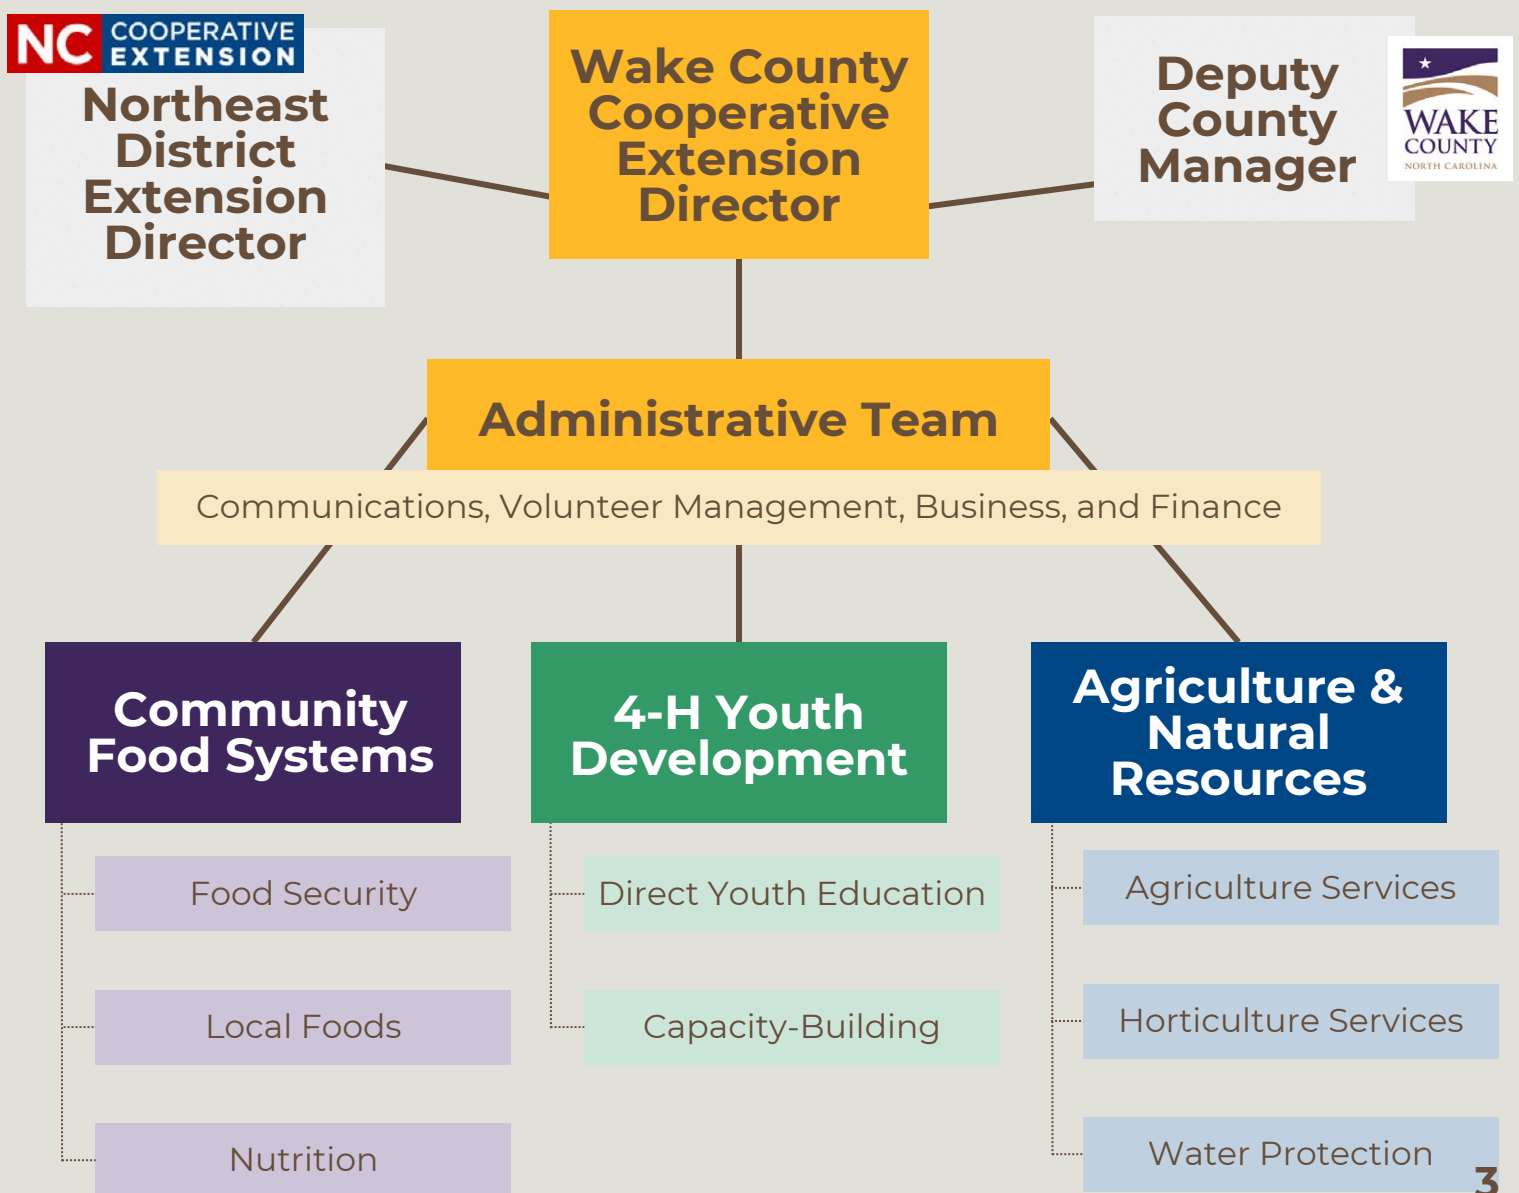 NC COOPERATIVE
EXTENSION
Northeast
District
Extension
Director
Wake County
Cooperative
Extension
Director
Deputy
County
Manager
WAKE
COUNTY
NORTH CAROLINA
Administrative Team
Communications, Volunteer Management, Business, and Finance
Community
Food Systems
Food Security
Local Foods
Nutrition
4-H Youth
Development
Direct Youth Education
Capacity-Building
Agriculture &
Natural
Resources
Agriculture Services
Horticulture Services
Water Protection
3